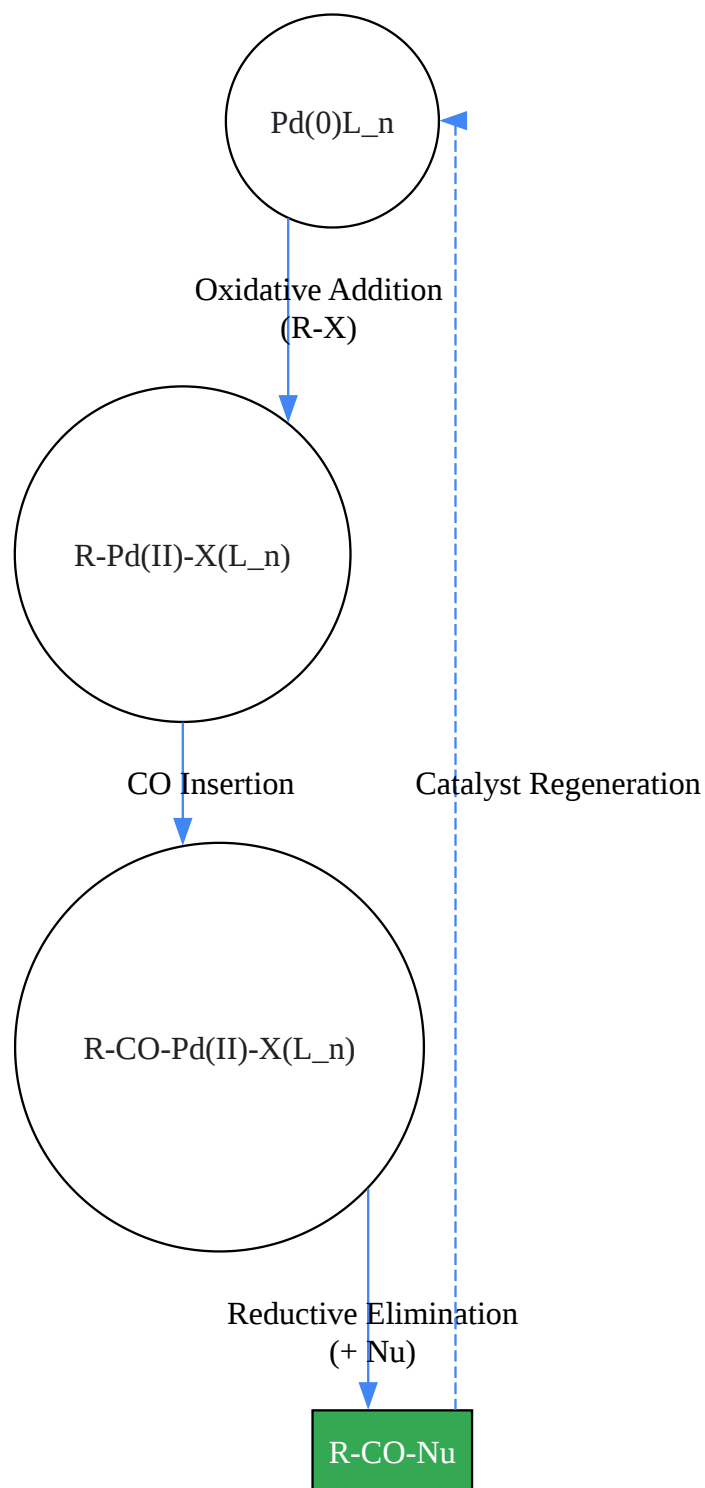 Pd(0)L_n
Oxidative Addition
(R-X)
R-Pd(II)-X(L_n)
CO Insertion
Catalyst Regeneration
R-CO-Pd(II)-X(L_n)
Reductive Elimination
(+ Nu)
R-CO-Nu